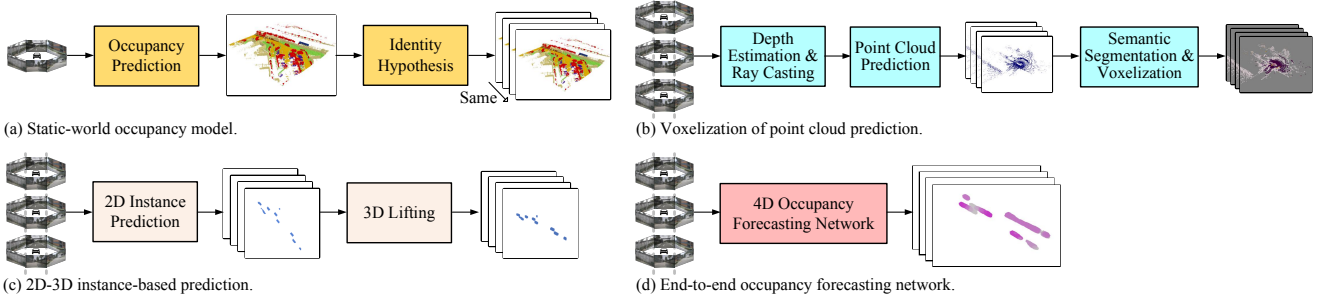 Occupancy
Prediction
Identity
Hypothesis
Same
(a) Static-world occupancy model.
Depth
Estimation &
Ray Casting
Point Cloud
Prediction
Semantic
Segmentation &
Voxelization
(b) Voxelization of point cloud prediction.
2D Instance
Prediction
3D Lifting
(c) 2D-3D instance-based prediction.
4D Occupancy
Forecasting Network
(d) End-to-end occupancy forecasting network.